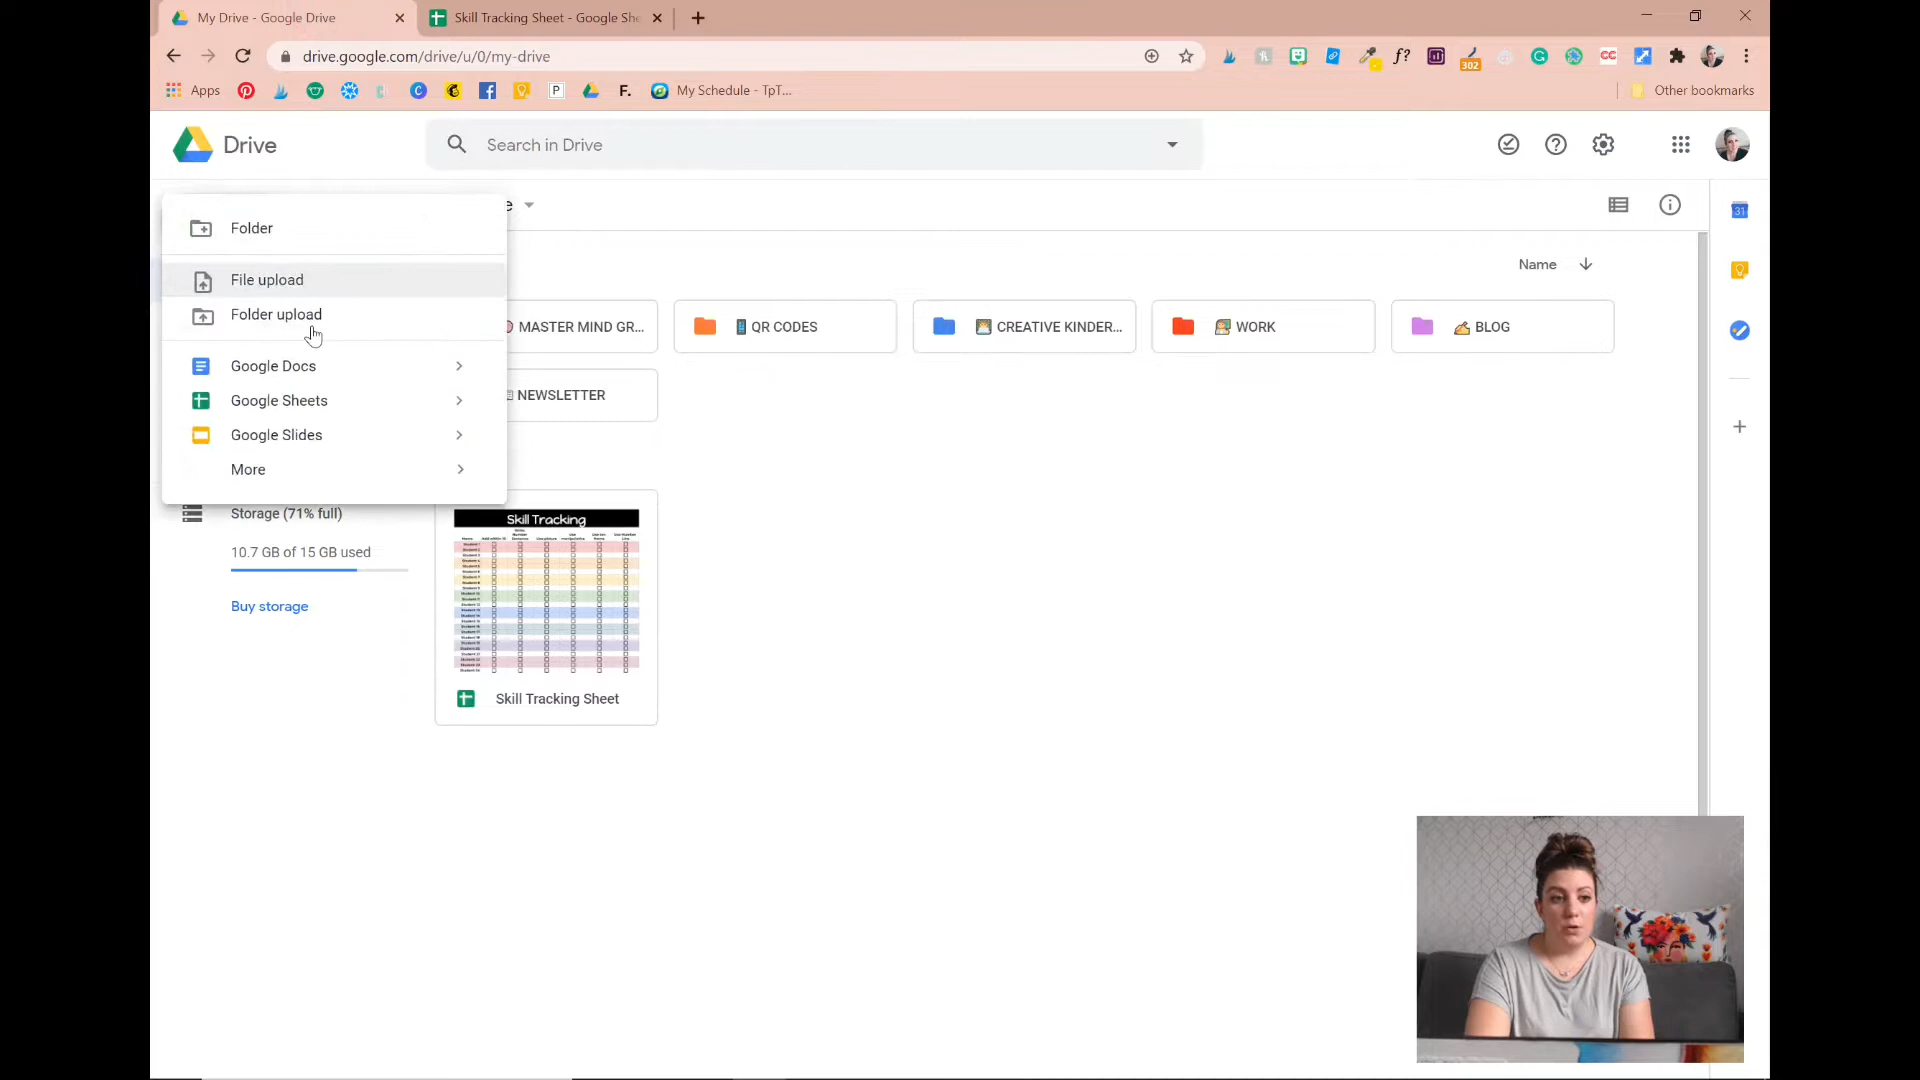 My Drive - Google Drive
Skill Tracking Sheet - Google She
drive.google.com/drive/u/0/my-drive
f?
302
CC
Apps
P
F.
My Schedule - TpT...
Other bookmarks
Drive
Search in Drive
Folder
e
31
File upload
Name
Folder upload
MASTER MIND GR...
QR CODES
CREATIVE KINDER...
WORK
BLOG
Google Docs
NEWSLETTER
Google Sheets
Google Slides
More
Storage (71% full)
10.7 GB of 15 GB used
Buy storage
Skill Tracking
Skill Tracking Sheet